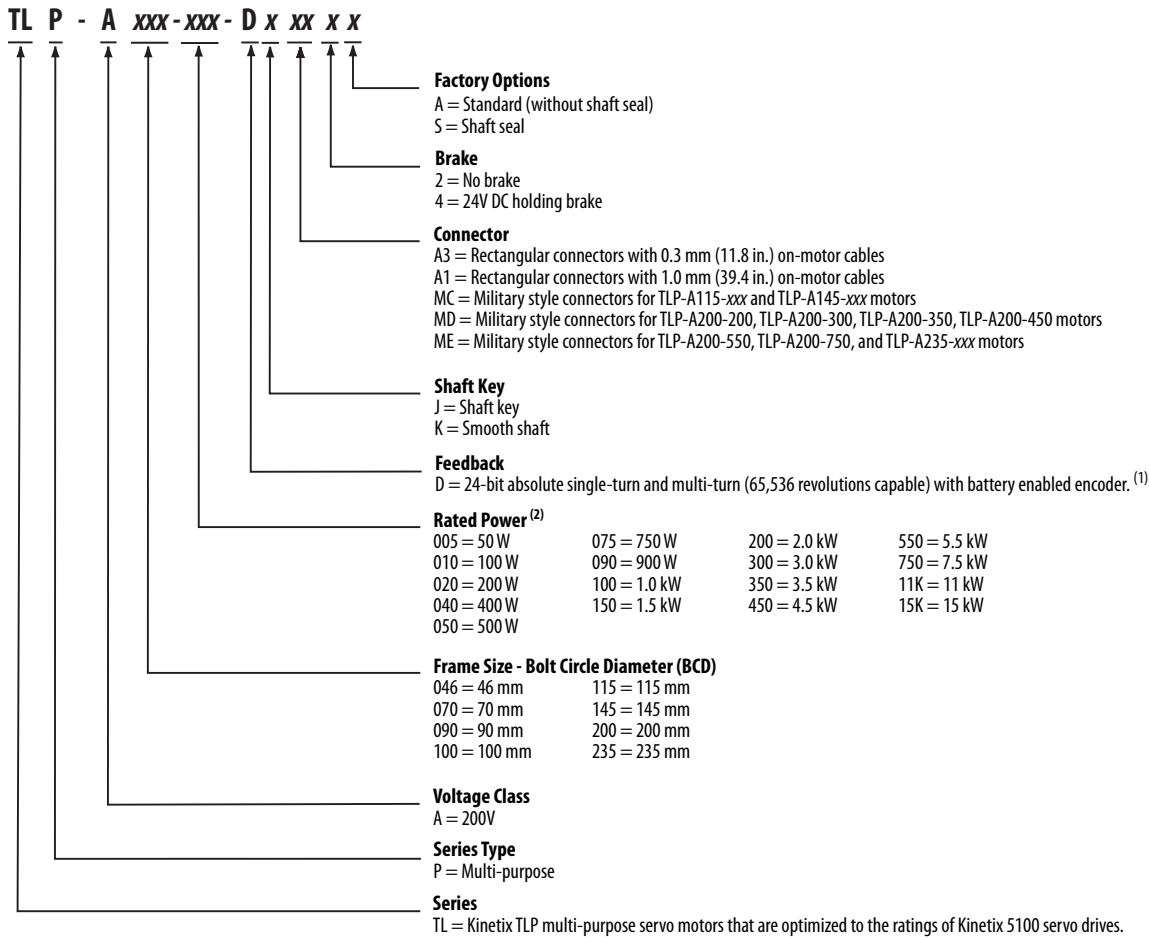 TL P - A xxx - xxx - D x xx x x
Factory Options
A = Standard (without shaft seal)
S = Shaft seal
Brake
2 = No brake
4 = 24V DC holding brake
Connector
A3 = Rectangular connectors with 0.3 mm (11.8 in.) on-motor cables
A1 = Rectangular connectors with 1.0 mm (39.4 in.) on-motor cables
MC = Military style connectors for TLP-A115-xxx and TLP-A145-xxx motors
MD = Military style connectors for TLP-A200-200, TLP-A200-300, TLP-A200-350, TLP-A200-450 motors
ME = Military style connectors for TLP-A200-550, TLP-A200-750, and TLP-A235-xxx motors
Shaft Key
J = Shaft key
K = Smooth shaft
Feedback
D = 24-bit absolute single-turn and multi-turn (65,536 revolutions capable) with battery enabled encoder. (1)
Rated Power (2)
005 = 50 W 075 = 750 W 200 = 2.0 kW 550 = 5.5 kW
010 = 100 W 090 = 900 W 300 = 3.0 kW 750 = 7.5 kW
020 = 200 W 100 = 1.0 kW 350 = 3.5 kW 11K = 11 kW
040 = 400 W 150 = 1.5 kW 450 = 4.5 kW 15K = 15 kW
050 = 500 W
Frame Size - Bolt Circle Diameter (BCD)
046 = 46 mm 115 = 115 mm
070 = 70 mm 145 = 145 mm
090 = 90 mm 200 = 200 mm
100 = 100 mm 235 = 235 mm
Voltage Class
A = 200V
Series Type
P = Multi-purpose
Series
TL = Kinetix TLP multi-purpose servo motors that are optimized to the ratings of Kinetix 5100 servo drives.